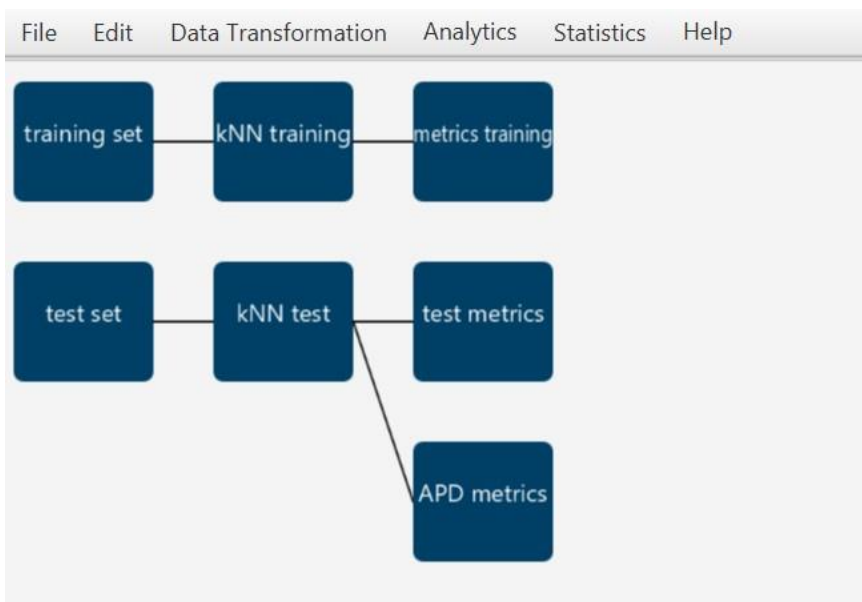 File Edit Data Transformation Analytics Statistics Help
training set kNN training metrics training
test set kNN test test metrics
APD metrics